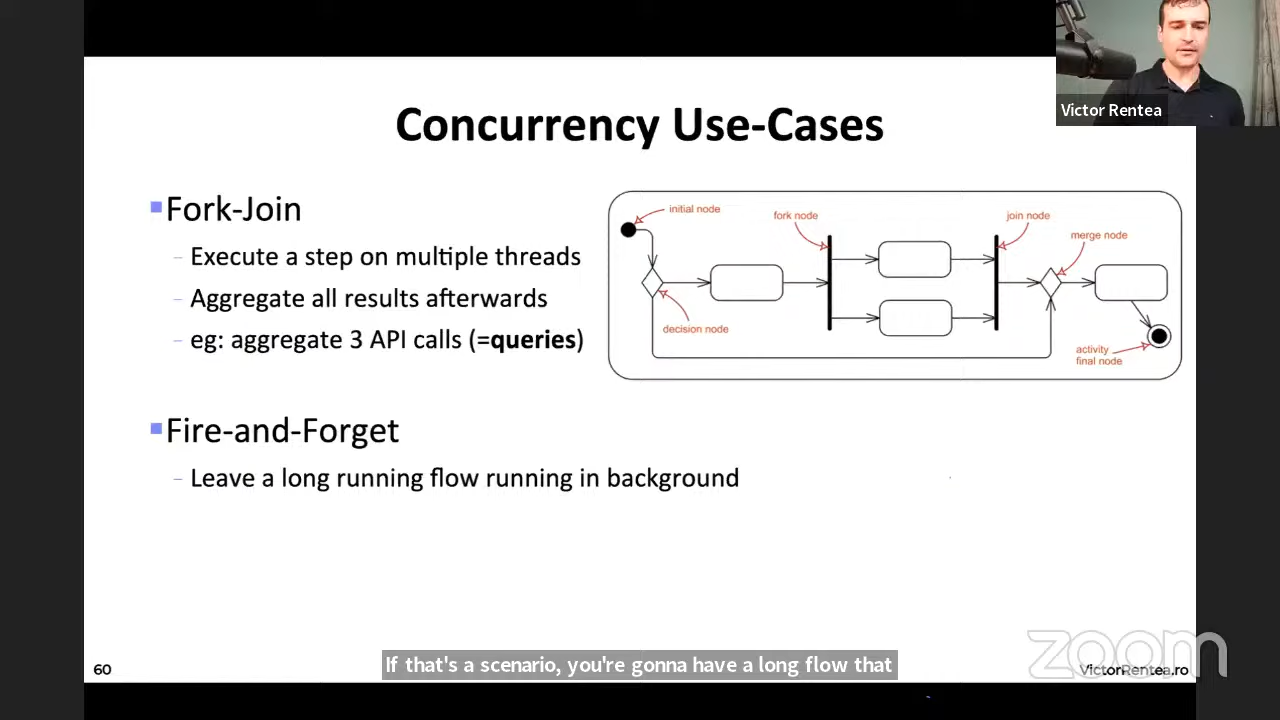 Victor Rentea
Concurrency Use-Cases
Fork-Join
– Execute a step on multiple threads
– Aggregate all results afterwards
– eg: aggregate 3 API calls (=queries)
initial node
fork node
join node
merge node
decision node
activity
final node
Fire-and-Forget
– Leave a long running flow running in background
If that's a scenario, you're gonna have a long flow that
60
VictorRentea.ro
zoom